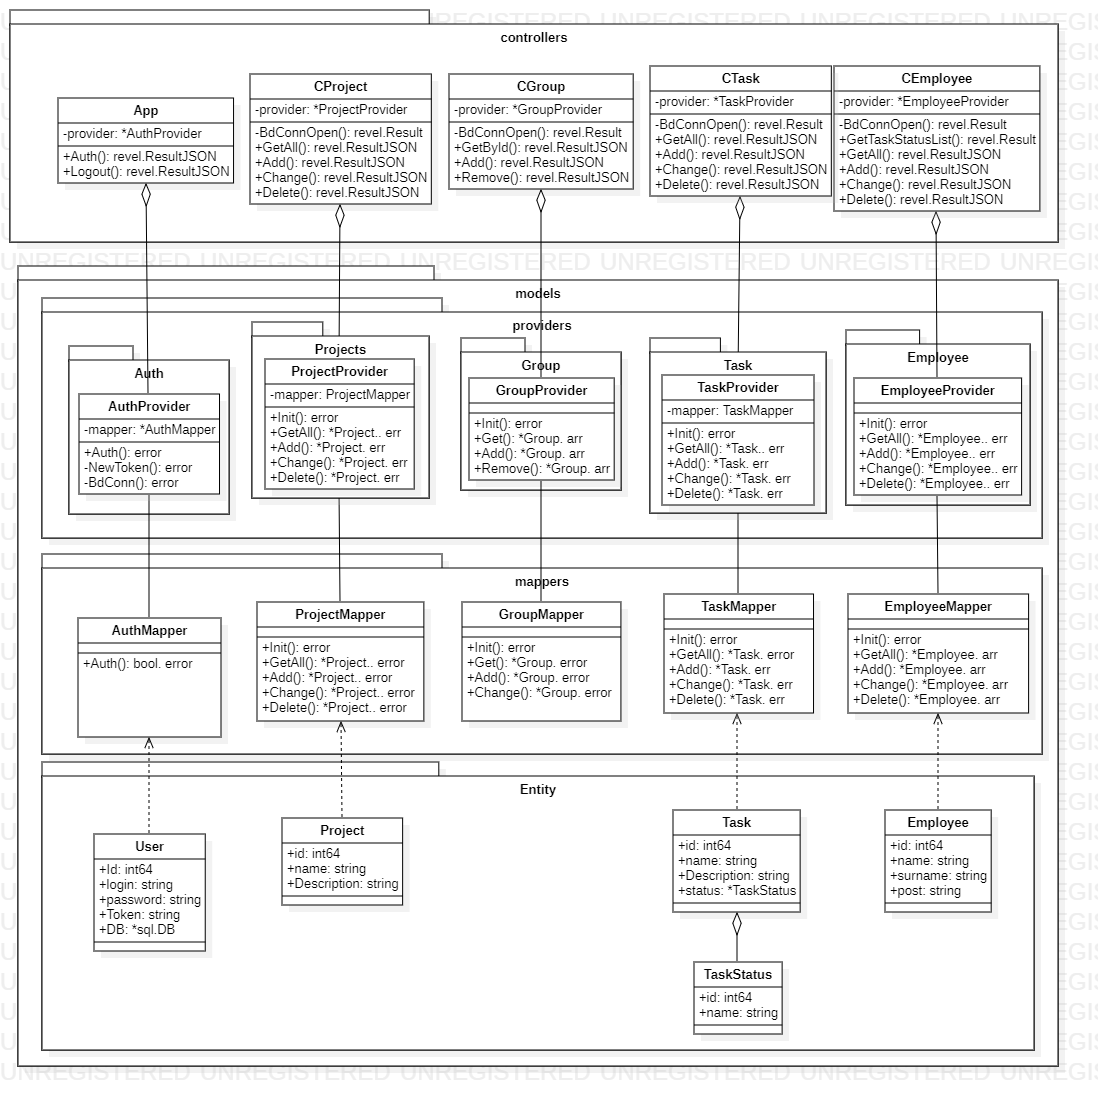 controllers
App
-provider: *AuthProvider
+Auth(): revel.ResultJSON
+Logout(): revel.ResultJSON
CProject
-provider: *ProjectProvider
-BdConnOpen(): revel.Result
+GetAll(): revel.ResultJSON
+Add(): revel.ResultJSON
+Change(): revel.ResultJSON
+Delete(): revel.ResultJSON
CGroup
-provider: *GroupProvider
-BdConnOpen(): revel.Result
+GetById(): revel.ResultJSON
+Add(): revel.ResultJSON
+Remove(): revel.ResultJSON
CTask
-provider: *TaskProvider
-BdConnOpen(): revel.Result
+GetAll(): revel.ResultJSON
+Add(): revel.ResultJSON
+Change(): revel.ResultJSON
+Delete(): revel.ResultJSON
CEmployee
-provider: *EmployeeProvider
-BdConnOpen(): revel.Result
+GetTaskStatusList(): revel.Result
+GetAll(): revel.ResultJSON
+Add(): revel.ResultJSON
+Change(): revel.ResultJSON
+Delete(): revel.ResultJSON
UNREGISTERED UNREGISTERED UNREGISTERED
models
providers
Auth
AuthProvider
-mapper: *AuthMapper
+Auth(): error
-NewToken(): error
-BdConn(): error
Projects
ProjectProvider
-mapper: ProjectMapper
+Init(): error
+GetAll(): *Project.. err
+Add(): *Project. err
+Change(): *Project. err
+Delete(): *Project. err
Group
GroupProvider
+Init(): error
+Get(): *Group. arr
+Add(): *Group. arr
+Remove(): *Group. arr
Task
TaskProvider
-mapper: TaskMapper
+Init(): error
+GetAll(): *Task.. err
+Add(): *Task. err
+Change(): *Task. err
+Delete(): *Task. err
Employee
EmployeeProvider
+Init(): error
+GetAll(): *Employee.. err
+Add(): *Employee.. err
+Change(): *Employee.. err
+Delete(): *Employee.. err
mappers
AuthMapper
+Auth(): bool. error
ProjectMapper
+Init(): error
+GetAll(): *Project.. error
+Add(): *Project.. error
+Change(): *Project.. error
+Delete(): *Project.. error
GroupMapper
+Init(): error
+Get(): *Group. error
+Add(): *Group. error
+Change(): *Group. error
TaskMapper
+Init(): error
+GetAll(): *Task. error
+Add(): *Task. err
+Change(): *Task. err
+Delete(): *Task. err
EmployeeMapper
+Init(): error
+GetAll(): *Employee. arr
+Add(): *Employee. arr
+Change(): *Employee. arr
+Delete(): *Employee. arr
Entity
User
+Id: int64
+login: string
+password: string
+Token: string
+DB: *sql.DB
Project
+id: int64
+name: string
+Description: string
Task
+id: int64
+name: string
+Description: string
+status: *TaskStatus
TaskStatus
+id: int64
+name: string
Employee
+id: int64
+name: string
+surname: string
+post: string
UNREGISTERED UNREGISTERED UNREGISTERED UNREGISTERED UNREGISTERED UNREGIS